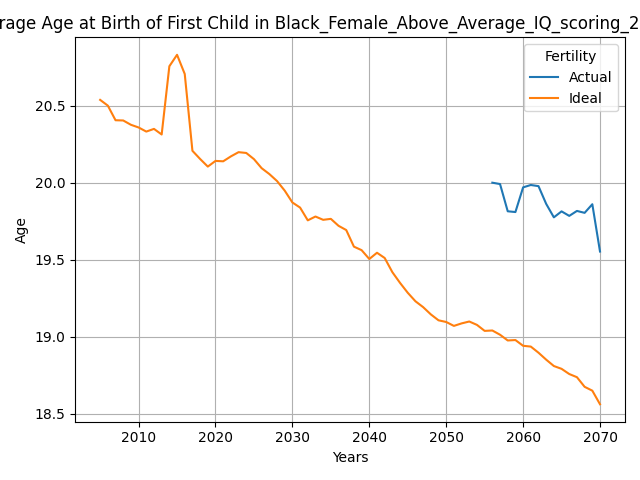 rage Age at Birth of First Child in Black_Female_Above_Average_IQ_scoring_2
Fertility
Actual
Ideal
20.5
20.0
19.5
19.0
18.5
Age
2010 2020 2030 2040 2050 2060 2070
Years